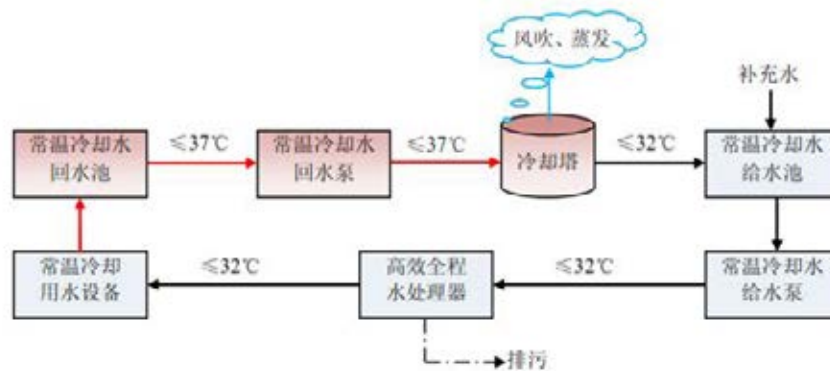 风吹、蒸发
补充水
常温冷却水
回水池
≤37℃
常温冷却水
回水泵
≤37℃
冷却塔
≤32℃
常温冷却水
给水池
常温冷却
用水设备
≤32℃
高效全程
水处理器
≤32℃
常温冷却水
给水泵
排污